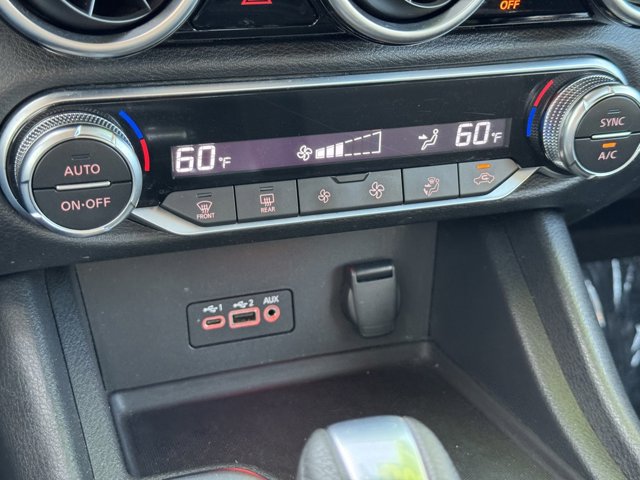 OFF
60°F
60°F
SYNC
A/C
AUTO
ON·OFF
FRONT
REAR
1
2
AUX